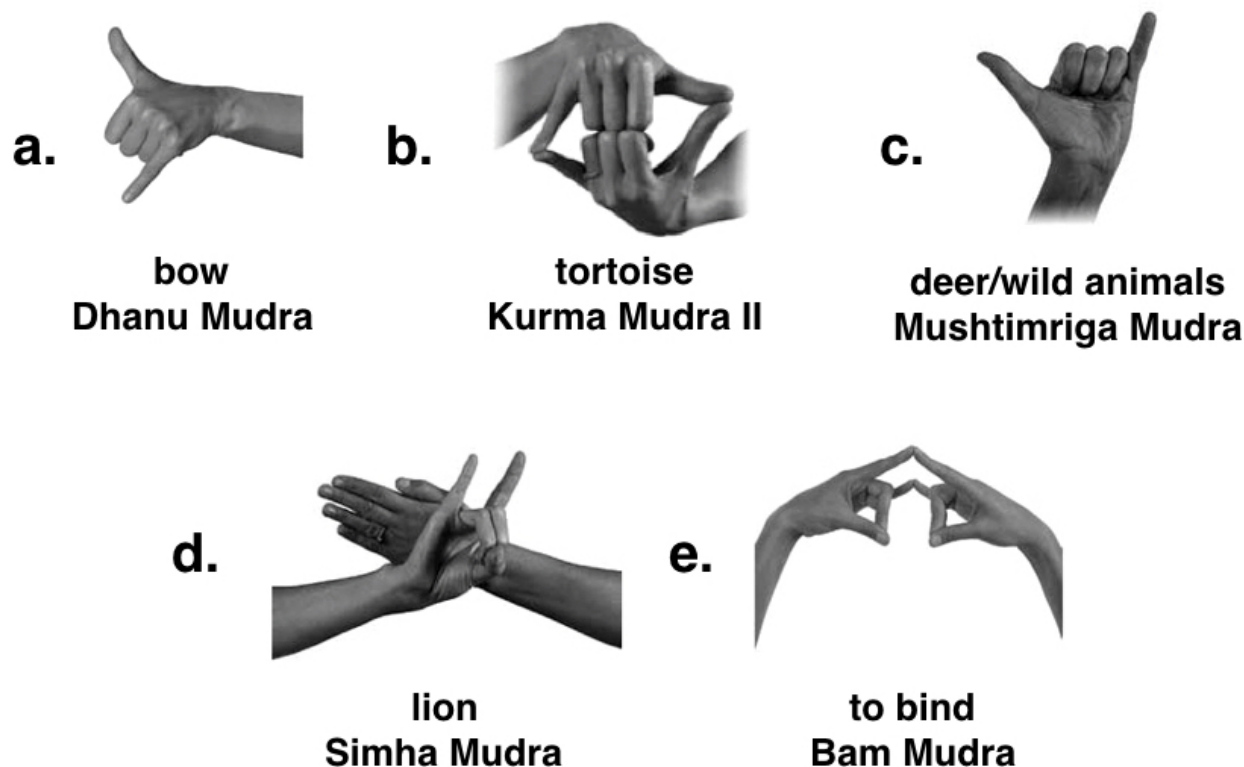 a.
bow
Dhanu Mudra
b.
tortoise
Kurma Mudra II
c.
deer/wild animals
Mushtimriga Mudra
d.
lion
Simha Mudra
e.
to bind
Bam Mudra